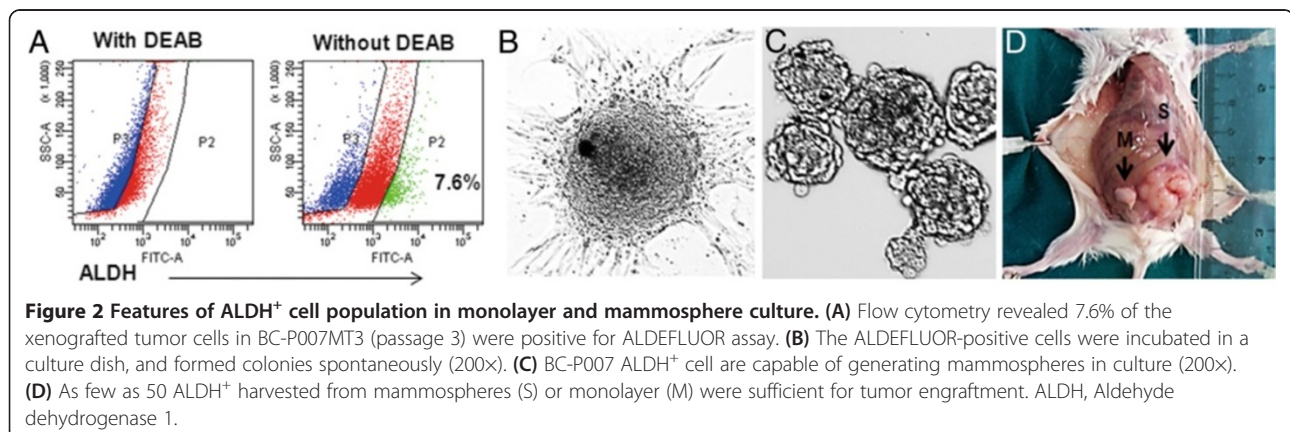 A
With DEAB
Without DEAB
B
C
D
SSC-A
(x 1,000)
50 100 150 200 250
P3
P2
10² 10³ 10⁴ 10⁵
FITC-A
SSC-A
(x 1,000)
50 100 150 200 250
P3
P2
7.6%
10² 10³ 10⁴ 10⁵
FITC-A
ALDH
M
S
Figure 2 Features of ALDH⁺ cell population in monolayer and mammosphere culture. (A) Flow cytometry revealed 7.6% of the
xenografted tumor cells in BC-P007MT3 (passage 3) were positive for ALDEFLUOR assay. (B) The ALDEFLUOR-positive cells were incubated in a
culture dish, and formed colonies spontaneously (200×). (C) BC-P007 ALDH⁺ cell are capable of generating mammospheres in culture (200×).
(D) As few as 50 ALDH⁺ harvested from mammospheres (S) or monolayer (M) were sufficient for tumor engraftment. ALDH, Aldehyde
dehydrogenase 1.